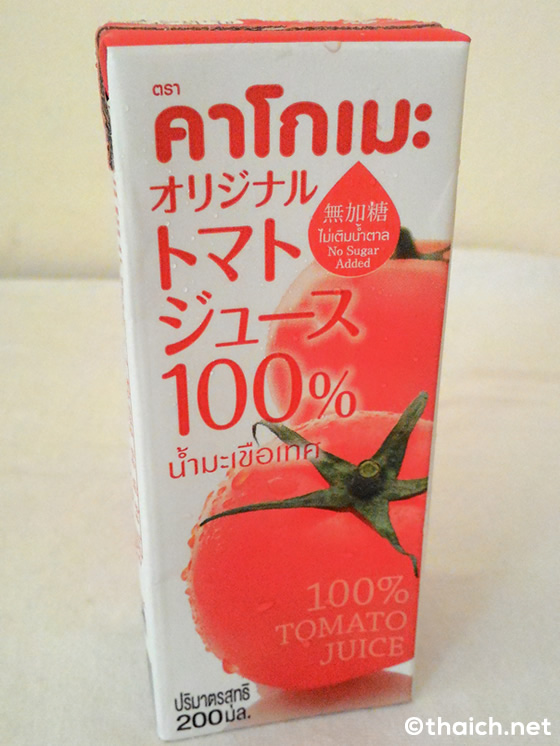 ตรา
คาโกเมะ
オリジナル
トマト
ジュース
100%
น้ำมะเขือเทศ
無加糖
ไม่เติมน้ำตาล
No Sugar
Added
100%
TOMATO
JUICE
ปริมาตรสุทธิ
200 มล.
©thaich.net